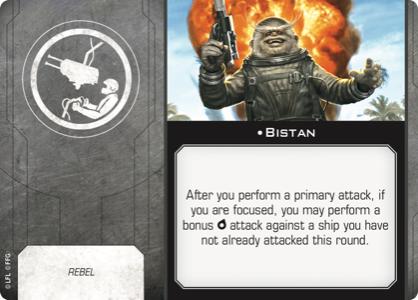 • BISTAN
After you perform a primary attack, if
you are focused, you may perform a
bonus attack against a ship you have
not already attacked this round.
REBEL
© LFL © FFG